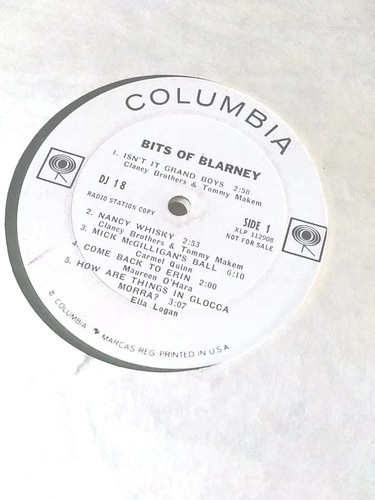 COLUMBIA
BITS OF BLARNEY
1. ISN'T IT GRAND BOYS 2:58
Clancy Brothers & Tommy Makem
DJ 18
RADIO STATION COPY
SIDE 1
XLP 112908
NOT FOR SALE
2. NANCY WHISKY 2:53
Clancy Brothers & Tommy Makem
3. MICK McGILLIGAN'S BALL 6:10
Carmel Quinn
4. COME BACK TO ERIN 2:00
Maureen O'Hara
5. HOW ARE THINGS IN GLOCCA
MORRA? 3:07
Ella Logan
® COLUMBIA MARCAS REG. PRINTED IN U S A